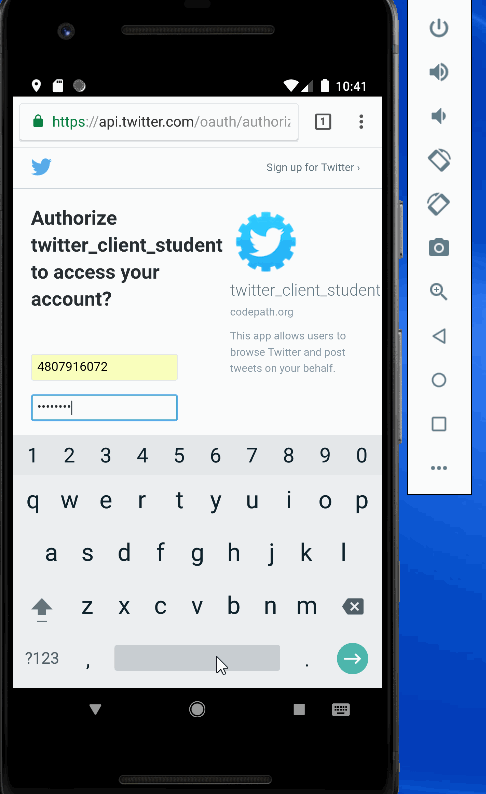 10:41
https://api.twitter.com/oauth/authoriz
1
Sign up for Twitter ›
Authorize
twitter_client_student
to access your
account?
twitter_client_student
codepath.org
This app allows users to
browse Twitter and post
tweets on your behalf.
4807916072
••••••••
1 2 3 4 5 6 7 8 9 0
q w e r t y u i o p
a s d f g h j k l
z x c v b n m
?123 , .